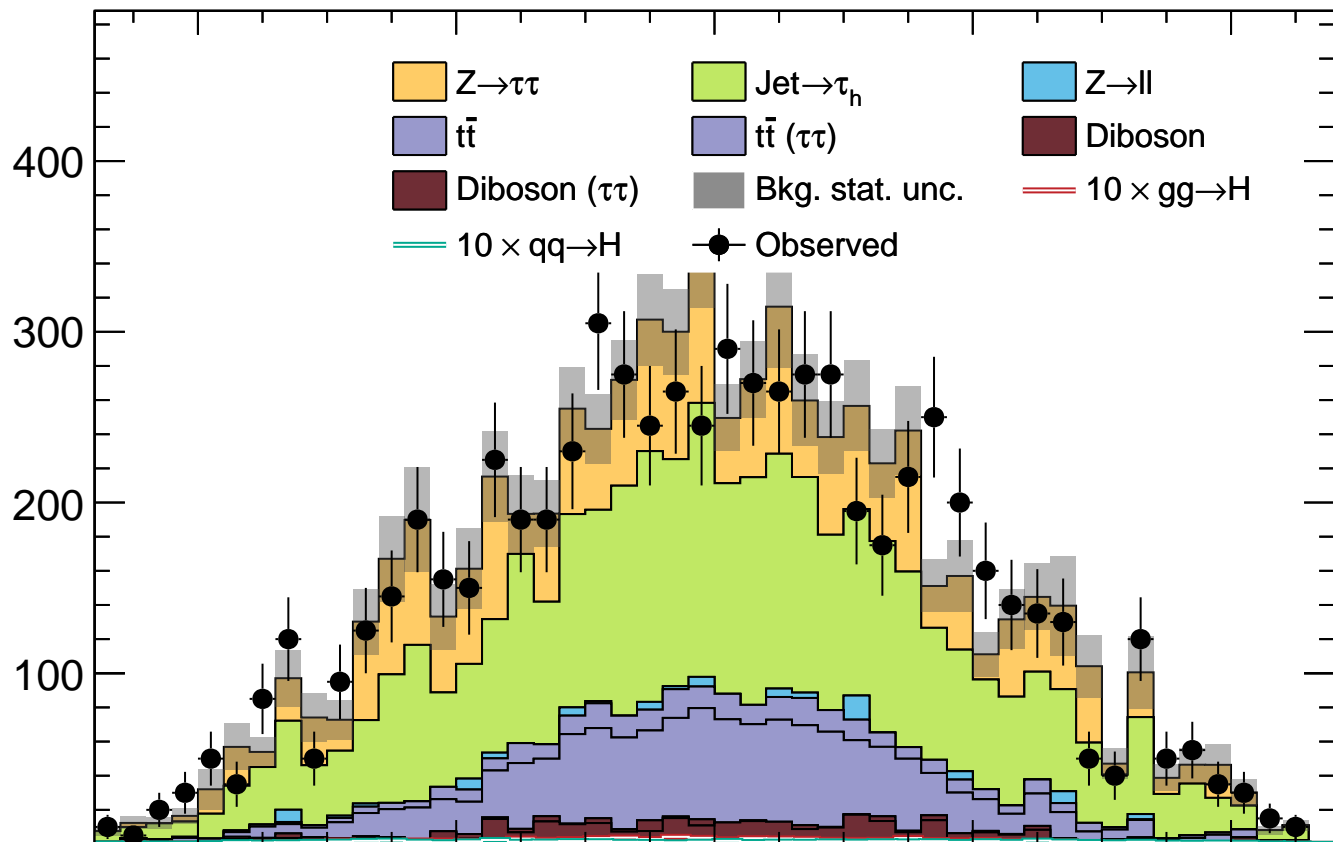 Z→ττ Jet→τh Z→ll
tt̄ tt̄ (ττ) Diboson
Diboson (ττ) Bkg. stat. unc. 10 × gg→H
10 × qq→H Observed
400
300
200
100